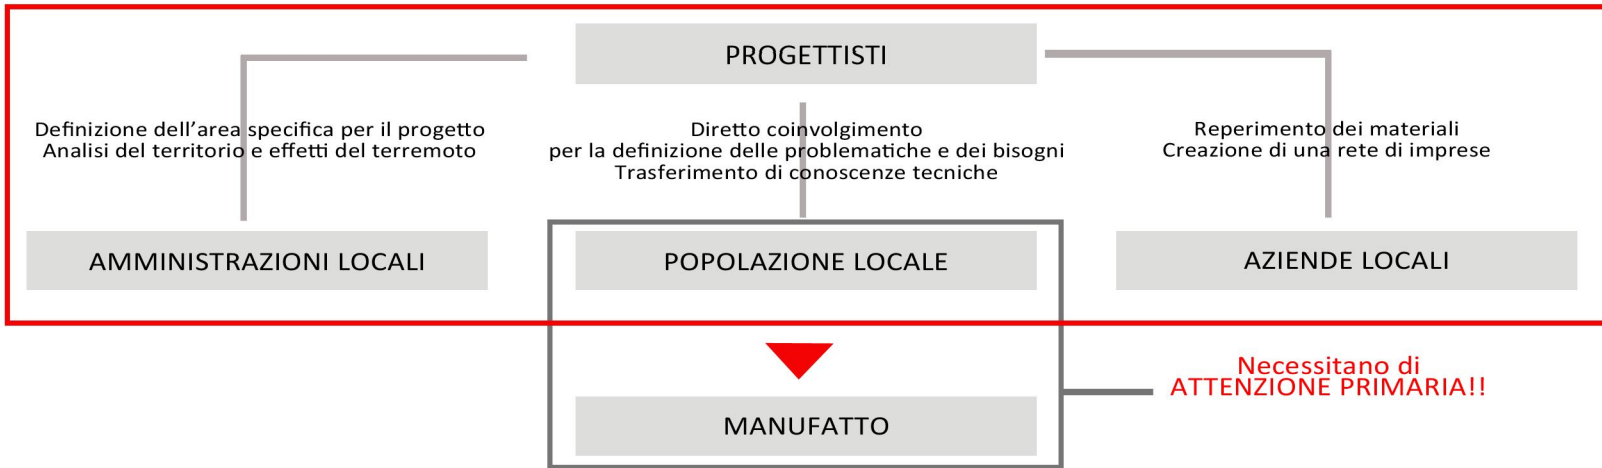 PROGETTISTI
Definizione dell'area specifica per il progetto
Analisi del territorio e effetti del terremoto
Diretto coinvolgimento
per la definizione delle problematiche e dei bisogni
Trasferimento di conoscenze tecniche
Reperimento dei materiali
Creazione di una rete di imprese
AMMINISTRAZIONI LOCALI
POPOLAZIONE LOCALE
AZIENDE LOCALI
Necessitano di
ATTENZIONE PRIMARIA!!
MANUFATTO